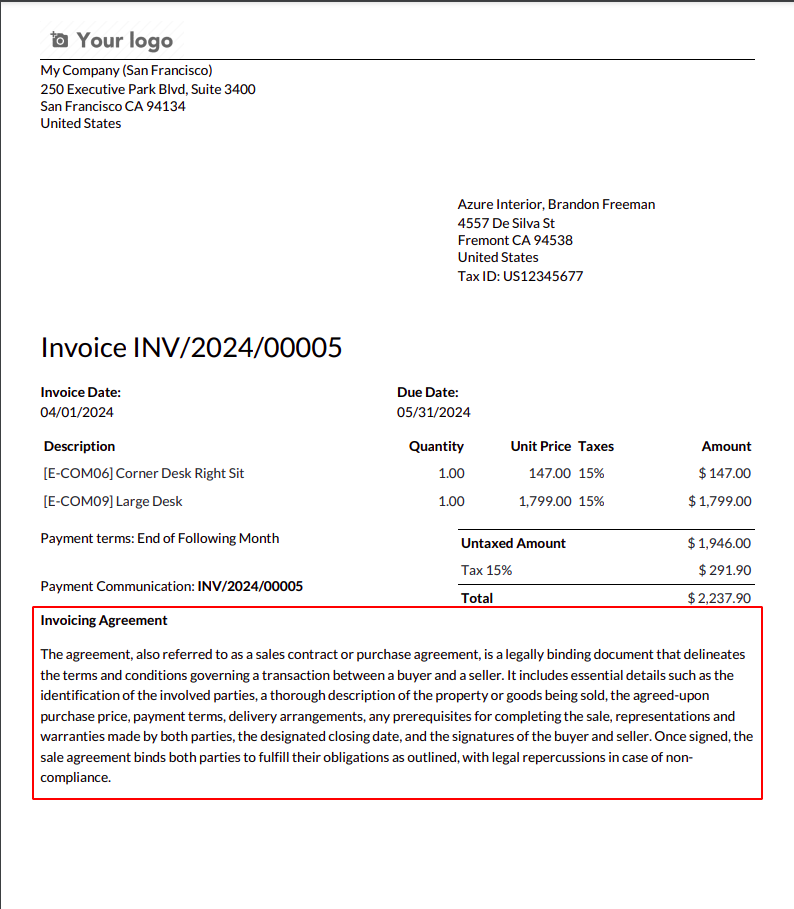 Your logo
My Company (San Francisco)
250 Executive Park Blvd, Suite 3400
San Francisco CA 94134
United States
Azure Interior, Brandon Freeman
4557 De Silva St
Fremont CA 94538
United States
Tax ID: US12345677
Invoice INV/2024/00005
Invoice Date: Due Date:
04/01/2024 05/31/2024
Description Quantity Unit Price Taxes Amount
[E-COM06] Corner Desk Right Sit 1.00 147.00 15% $ 147.00
[E-COM09] Large Desk 1.00 1,799.00 15% $ 1,799.00
Payment terms: End of Following Month
Untaxed Amount $ 1,946.00
Tax 15% $ 291.90
Payment Communication: INV/2024/00005
Total $ 2,237.90
Invoicing Agreement
The agreement, also referred to as a sales contract or purchase agreement, is a legally binding document that delineates
the terms and conditions governing a transaction between a buyer and a seller. It includes essential details such as the
identification of the involved parties, a thorough description of the property or goods being sold, the agreed-upon
purchase price, payment terms, delivery arrangements, any prerequisites for completing the sale, representations and
warranties made by both parties, the designated closing date, and the signatures of the buyer and seller. Once signed, the
sale agreement binds both parties to fulfill their obligations as outlined, with legal repercussions in case of non-
compliance.